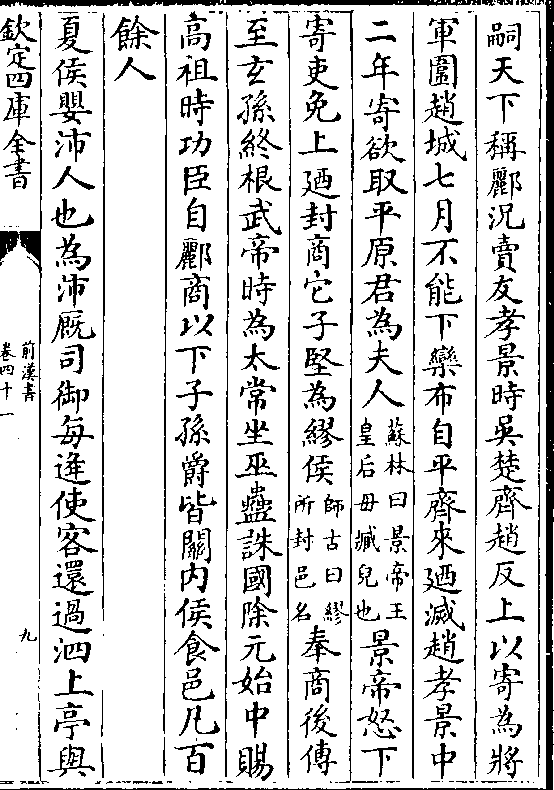 嗣天下稱酈況賣友孝景時吳楚齊趙反上以寄為將
軍圍趙城七月不能下欒布自平齊來廼滅趙孝景中
二年寄欲取平原君為夫人蘇林曰景帝王皇后母臧兒也景帝怒下
寄吏免上廼封商它子堅為繆侯師古曰繆所封邑名奉商後傳
至玄孫終根武帝時為太常坐巫蠱誅國除元始中賜
高祖時功臣自酈商以下子孫爵皆關內侯食邑凡百
餘人
夏侯嬰沛人也為沛厩司御每送使客還過泗上亭與
欽定四庫全書
前漢書
卷四十一
九